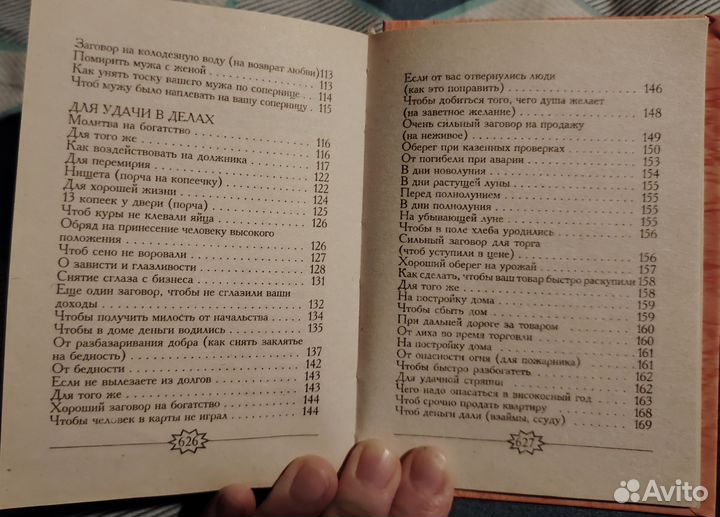 Заговор на колодезную воду (на возврат любви) 113
Помирить мужа с женой 113
Как унять тоску вашего мужа по сопернице 114
Чтоб мужу было наплевать на вашу соперницу 115
ДЛЯ УДАЧИ В ДЕЛАХ
Молитва на богатство 116
Для того же 116
Как воздействовать на должника 117
Для перемирия 122
Нищета (порча на копеечку) 122
Для хорошей жизни 124
13 копеек у двери (порча) 125
Чтоб куры не клевали яйца 126
Обряд на принесение человеку высокого
положения 126
Чтоб сено не воровали 127
О зависти и глазливости 128
Снятие сглаза с бизнеса 131
Еще один заговор, чтобы не сглазили ваши
доходы 132
Чтобы получить милость от начальства 134
Чтобы в доме деньги водились 135
От разбазаривания добра (как снять заклятье
на бедность) 137
От бедности 142
Если не вылезаете из долгов 143
Для того же 143
Хороший заговор на богатство 144
Чтобы человек в карты не играл 144
626
Если от вас отвернулись люди
(как это поправить) 146
Чтобы добиться того, чего душа желает
(на заветное желание) 148
Очень сильный заговор на продажу
(на неживое) 149
Оберег при казенных проверках 150
От погибели при аварии 153
В дни новолуния 154
В дни растущей луны 155
Перед полнолунием 155
В дни полнолуния 155
На убывающей луне 155
Чтобы в поле хлеба уродились 156
Сильный заговор для торга
(чтоб уступили в цене) 156
Хороший оберег на урожай 157
Как сделать, чтобы ваш товар быстро раскупили 158
Для того же 158
На постройку дома 159
Чтобы сбыть дом 159
При дальней дороге за товаром 160
От лиха во время торговли 160
На постройку дома 161
От опасности огня (для пожарника) 161
Чтобы быстро разбогатеть 162
Для удачной стряпни 162
Чего надо опасаться в високосный год 163
Чтоб срочно продать квартиру 168
Чтоб деньги дали (взаймы, ссуду) 169
627
Avito